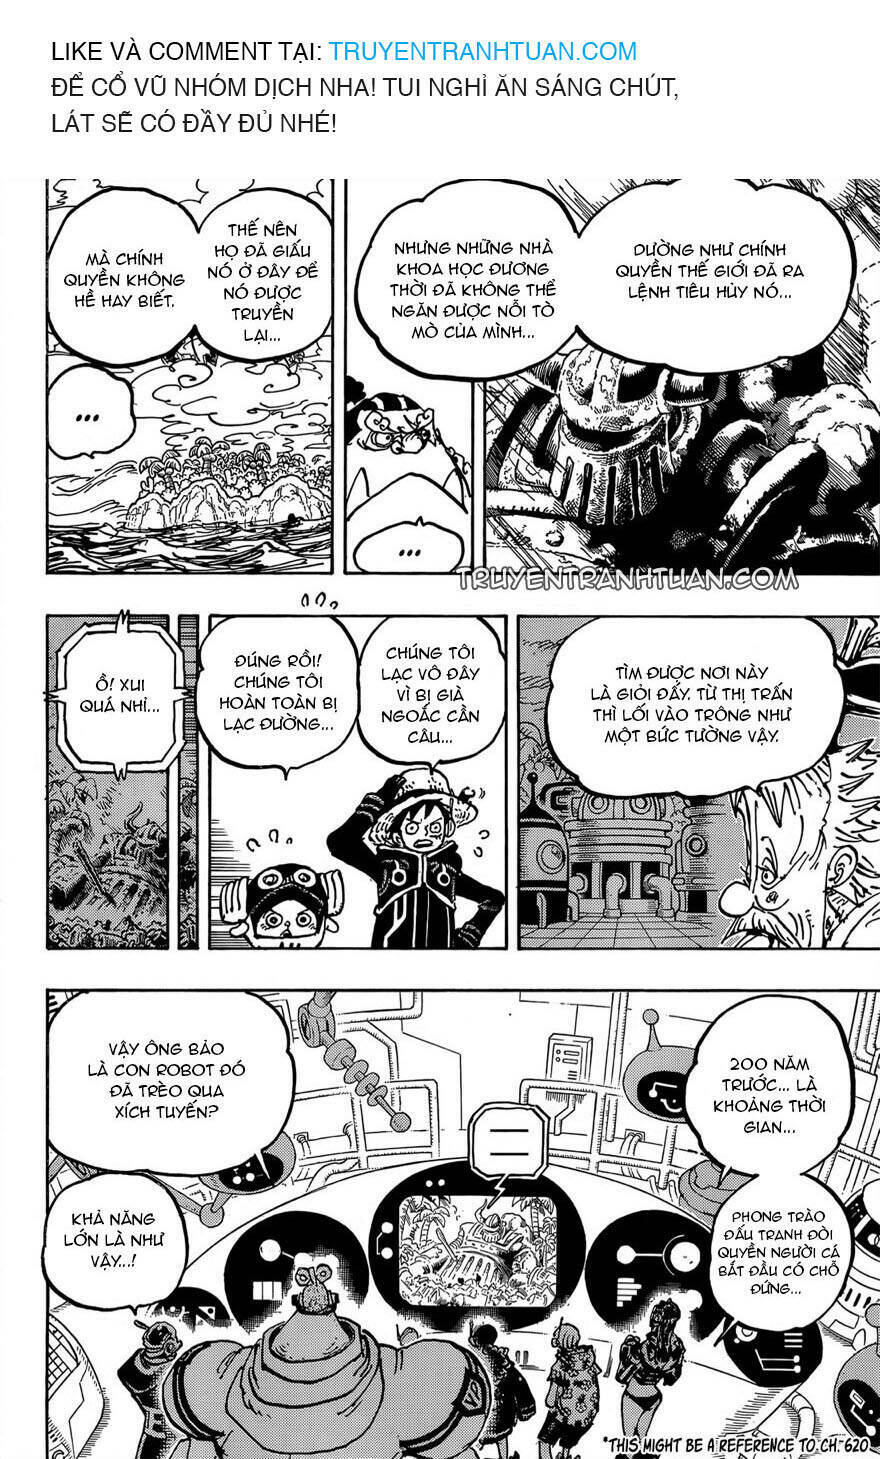 LIKE VÀ COMMENT TẠI: TRUYENTRANHTUAN.COM
ĐỂ CỔ VŨ NHÓM DỊCH NHA! TUI NGHỈ ĂN SÁNG CHÚT,
LÁT SẼ CÓ ĐẦY ĐỦ NHÉ!
DƯỜNG NHƯ CHÍNH
QUYỀN THẾ GIỚI ĐÃ RA
LỆNH TIÊU HỦY NÓ...
NHƯNG NHỮNG NHÀ
KHOA HỌC ĐƯƠNG
THỜI ĐÃ KHÔNG THỂ
NGĂN ĐƯỢC NỖI TÒ
MÒ CỦA MÌNH...
...
THẾ NÊN
HỌ ĐÃ GIẤU
NÓ Ở ĐÂY ĐỂ
NÓ ĐƯỢC
TRUYỀN
LẠI...
MÀ CHÍNH
QUYỀN KHÔNG
HỀ HAY BIẾT.
...
TRUYENTRANHTUAN.COM
TÌM ĐƯỢC NƠI NÀY
LÀ GIỎI ĐẤY. TỪ THỊ TRẤN
THÌ LỐI VÀO TRÔNG NHƯ
MỘT BỨC TƯỜNG VẬY.
CHÚNG TÔI
LẠC VÔ ĐÂY
VÌ BỊ GIÀ
NGOẮC CẦN
CÂU...
ĐÚNG RỒI!
CHÚNG TÔI
HOÀN TOÀN BỊ
LẠC ĐƯỜNG...
Ồ! XUI
QUÁ NHỈ...
200 NĂM
TRƯỚC... LÀ
KHOẢNG THỜI
GIAN...
PHONG TRÀO
ĐẤU TRANH ĐÒI
QUYỀN NGƯỜI CÁ
BẮT ĐẦU CÓ CHỖ
ĐỨNG...
VẬY ÔNG BẢO
LÀ CON ROBOT ĐÓ
ĐÃ TRÈO QUA
XÍCH TUYẾN?
KHẢ NĂNG
LỚN LÀ NHƯ
VẬY...!
*THIS MIGHT BE A REFERENCE TO CH. 620